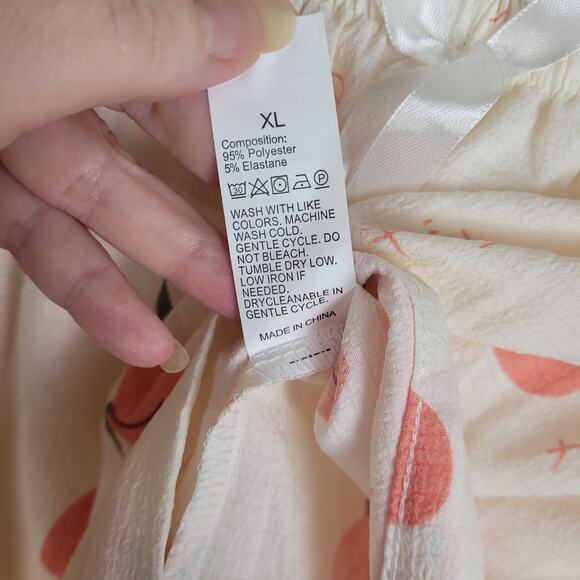 XL
Composition:
95% Polyester
5% Elastane
30 P
WASH WITH LIKE
COLORS. MACHINE
WASH COLD.
GENTLE CYCLE. DO
NOT BLEACH.
TUMBLE DRY LOW.
LOW IRON IF
NEEDED.
DRYCLEANABLE IN
GENTLE CYCLE.
MADE IN CHINA